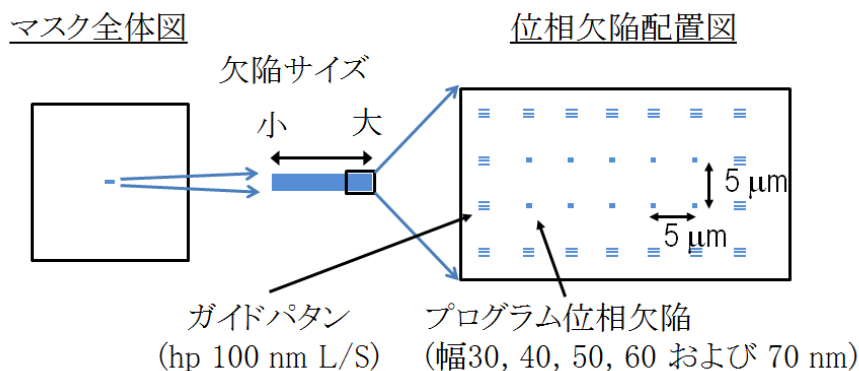 マスク全体図
位相欠陥配置図
欠陥サイズ
小 大
5 μm
5 μm
ガイドパタン
(hp 100 nm L/S)
プログラム位相欠陥
(幅30, 40, 50, 60 および 70 nm)